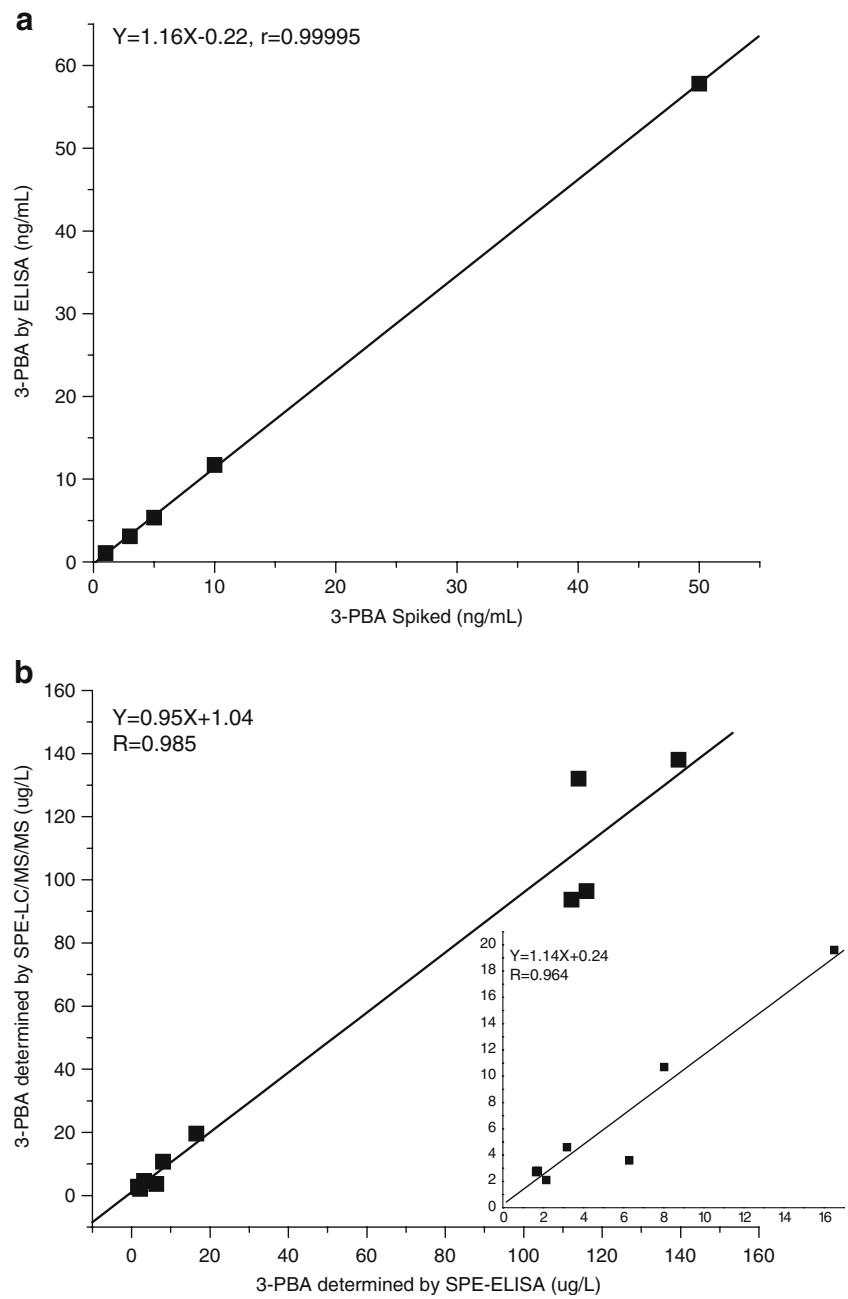 a
Y=1.16X-0.22, r=0.99995
60
50
40
30
20
10
0
3-PBA by ELISA (ng/mL)
0 10 20 30 40 50
3-PBA Spiked (ng/mL)
b
Y=0.95X+1.04
R=0.985
160
140
120
100
80
60
40
20
0
3-PBA determined by SPE-LC/MS/MS (ug/L)
Y=1.14X+0.24
R=0.964
20
18
16
14
12
10
8
6
4
2
0
0 2 4 6 8 10 12 14 16
0 20 40 60 80 100 120 140 160
3-PBA determined by SPE-ELISA (ug/L)